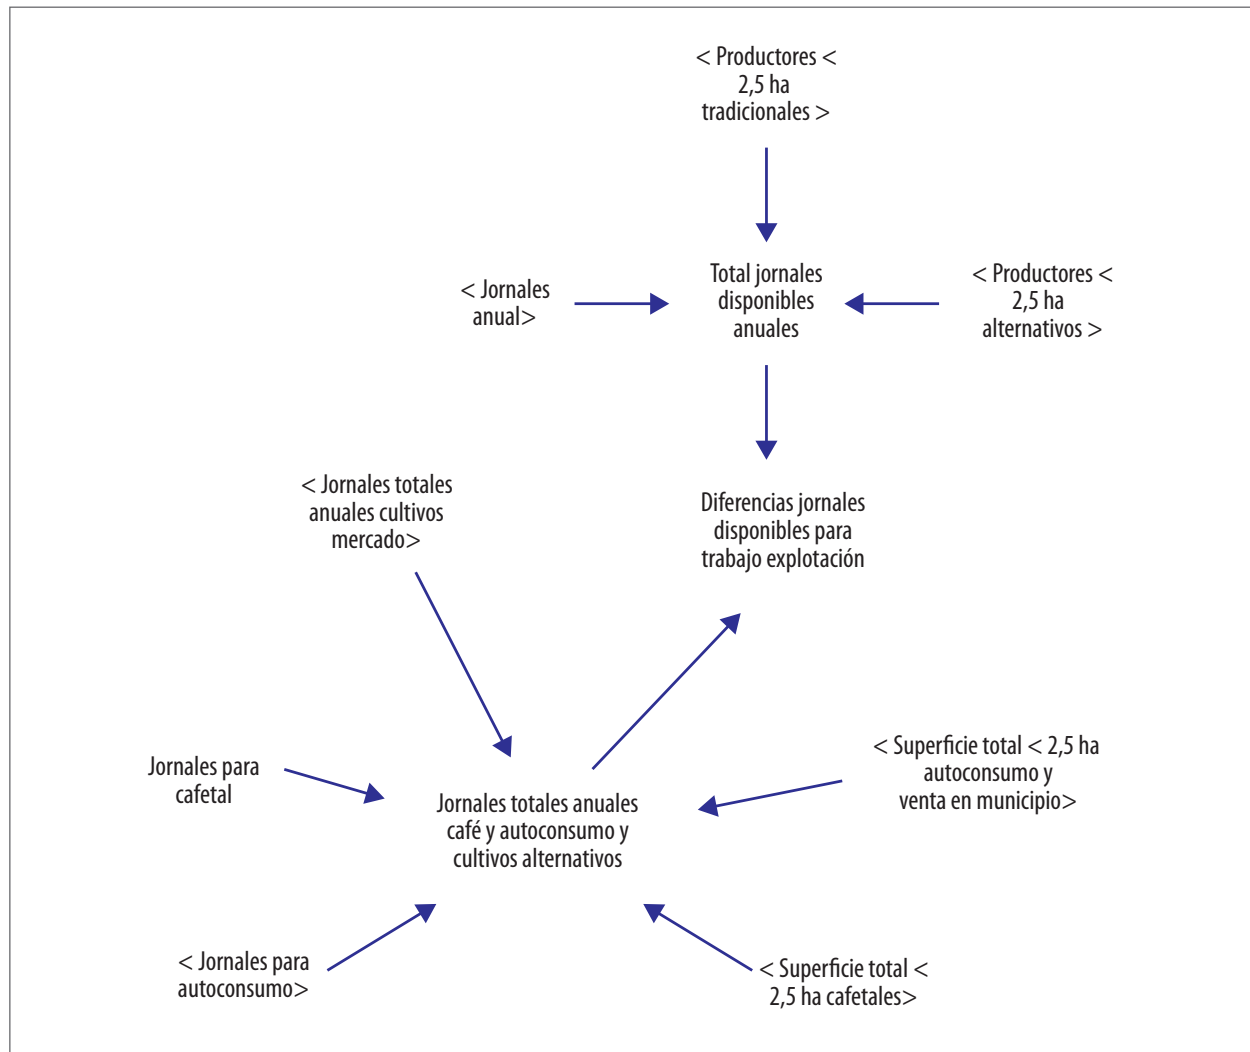 < Productores <
2,5 ha
tradicionales >
< Jornales
anual>
Total jornales
disponibles
anuales
< Productores <
2,5 ha
alternativos >
< Jornales totales
anuales cultivos
mercado>
Diferencias jornales
disponibles para
trabajo explotación
Jornales para
cafetal
Jornales totales anuales
café y autoconsumo y
cultivos alternativos
< Superficie total < 2,5 ha
autoconsumo y
venta en municipio>
< Jornales para
autoconsumo>
< Superficie total <
2,5 ha cafetales>